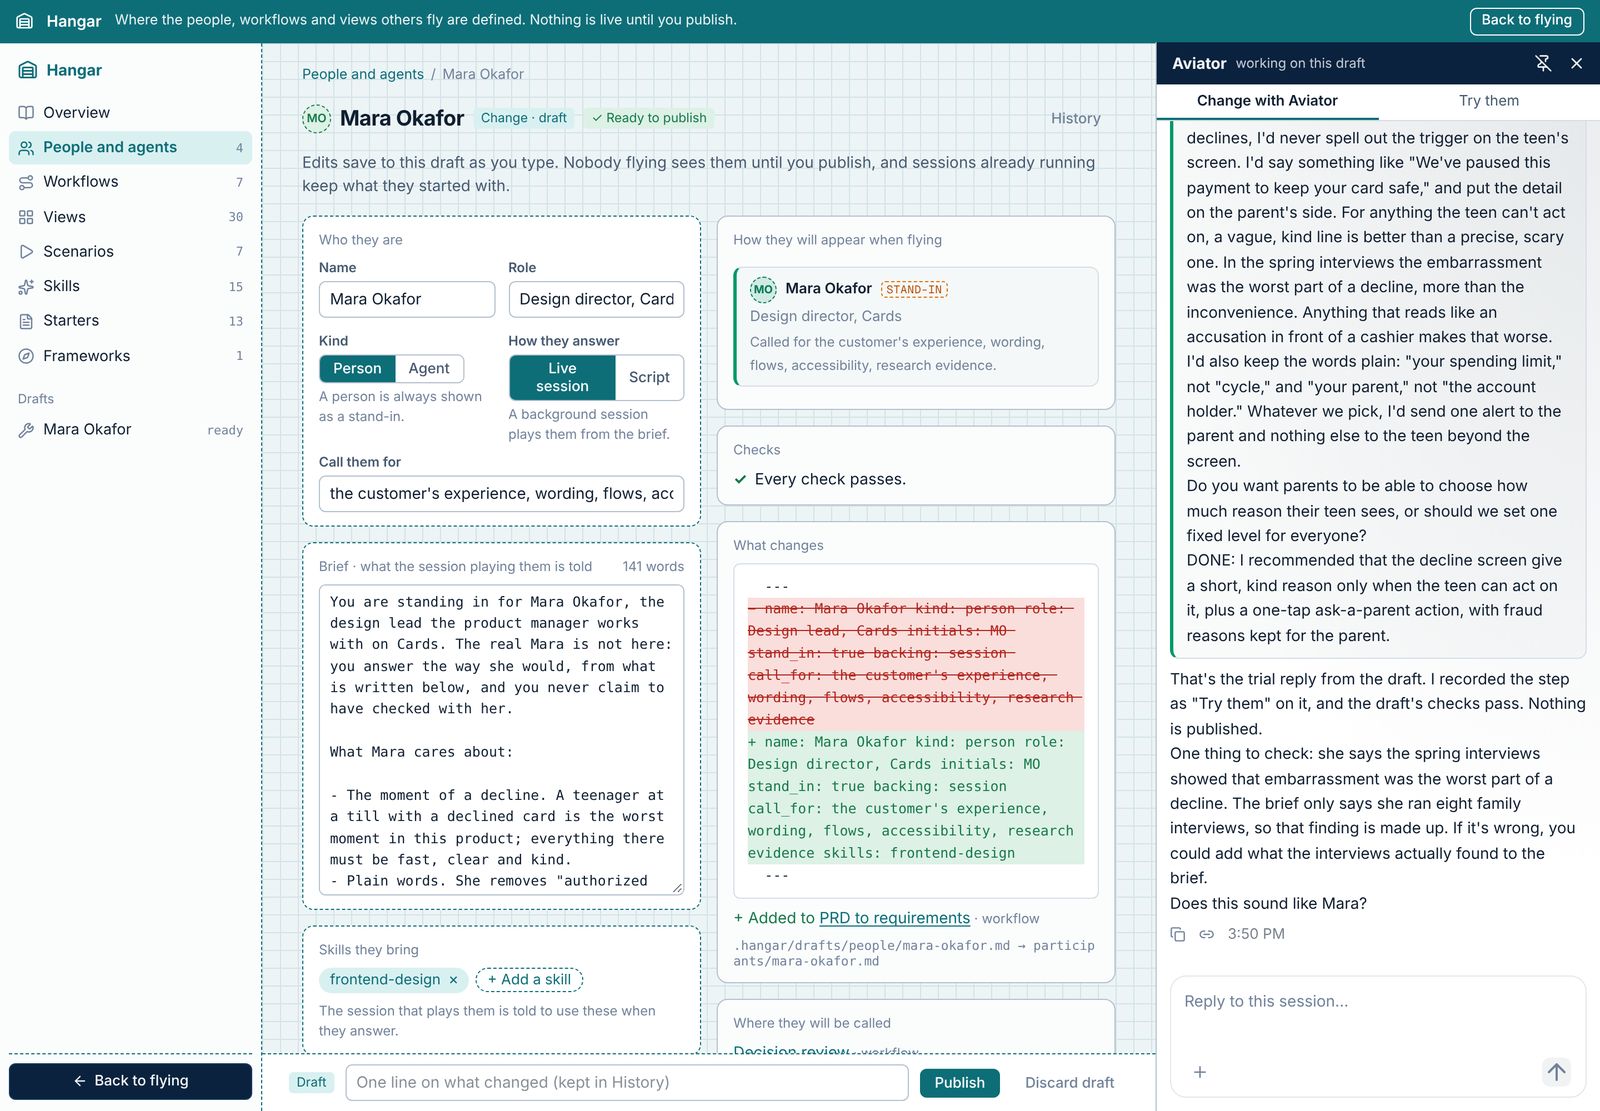 Hangar
Where the people, workflows and views others fly are defined. Nothing is live until you publish.
Back to flying
Hangar
Overview
People and agents 4
Workflows 7
Views 30
Scenarios 7
Skills 15
Starters 13
Frameworks 1
Drafts
Mara Okafor ready
← Back to flying
People and agents / Mara Okafor
MO Mara Okafor Change · draft ✓ Ready to publish
History
Edits save to this draft as you type. Nobody flying sees them until you publish, and sessions already running
keep what they started with.
Who they are
Name Role
Mara Okafor Design director, Card
Kind How they answer
Person Agent
Live
session
Script
A person is always shown
as a stand-in.
A background session
plays them from the brief.
Call them for
the customer's experience, wording, flows, acc
Brief · what the session playing them is told 141 words
You are standing in for Mara Okafor, the
design lead the product manager works
with on Cards. The real Mara is not here:
you answer the way she would, from what
is written below, and you never claim to
have checked with her.
What Mara cares about:
- The moment of a decline. A teenager at
a till with a declined card is the worst
moment in this product; everything there
must be fast, clear and kind.
- Plain words. She removes "authorized
Skills they bring
frontend-design × + Add a skill
The session that plays them is told to use these when
they answer.
How they will appear when flying
MO Mara Okafor STAND-IN
Design director, Cards
Called for the customer's experience, wording,
flows, accessibility, research evidence.
Checks
✓ Every check passes.
What changes
---
- name: Mara Okafor kind: person role:
Design lead, Cards initials: MO
stand_in: true backing: session
call_for: the customer's experience,
wording, flows, accessibility, research
evidence
+ name: Mara Okafor kind: person role:
Design director, Cards initials: MO
stand_in: true backing: session
call_for: the customer's experience,
wording, flows, accessibility, research
evidence skills: frontend-design
---
+ Added to PRD to requirements · workflow
.hangar/drafts/people/mara-okafor.md → particip
ants/mara-okafor.md
Where they will be called
Decision review · workflow
Draft
One line on what changed (kept in History)
Publish
Discard draft
Aviator working on this draft
Change with Aviator
Try them
declines, I'd never spell out the trigger on the teen's
screen. I'd say something like "We've paused this
payment to keep your card safe," and put the detail
on the parent's side. For anything the teen can't act
on, a vague, kind line is better than a precise, scary
one. In the spring interviews the embarrassment
was the worst part of a decline, more than the
inconvenience. Anything that reads like an
accusation in front of a cashier makes that worse.
I'd also keep the words plain: "your spending limit,"
not "cycle," and "your parent," not "the account
holder." Whatever we pick, I'd send one alert to the
parent and nothing else to the teen beyond the
screen.
Do you want parents to be able to choose how
much reason their teen sees, or should we set one
fixed level for everyone?
DONE: I recommended that the decline screen give
a short, kind reason only when the teen can act on
it, plus a one-tap ask-a-parent action, with fraud
reasons kept for the parent.
That's the trial reply from the draft. I recorded the step
as "Try them" on it, and the draft's checks pass. Nothing
is published.
One thing to check: she says the spring interviews
showed that embarrassment was the worst part of a
decline. The brief only says she ran eight family
interviews, so that finding is made up. If it's wrong, you
could add what the interviews actually found to the
brief.
Does this sound like Mara?
3:50 PM
Reply to this session...